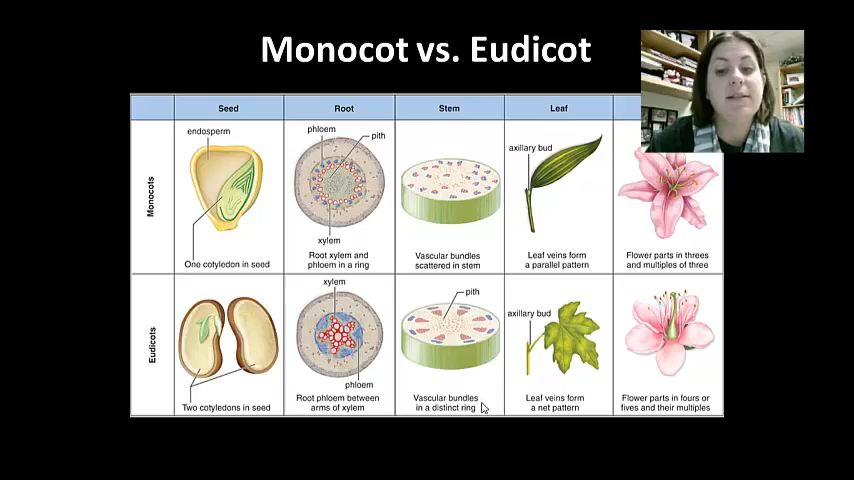 Monocot vs. Eudicot
Seed Root Stem Leaf
Monocots
endosperm
One cotyledon in seed
phloem
pith
xylem
Root xylem and
phloem in a ring
Vascular bundles
scattered in stem
axillary bud
Leaf veins form
a parallel pattern
Flower parts in threes
and multiples of three
Eudicots
Two cotyledons in seed
xylem
phloem
Root phloem between
arms of xylem
pith
Vascular bundles
in a distinct ring
axillary bud
Leaf veins form
a net pattern
Flower parts in fours or
fives and their multiples